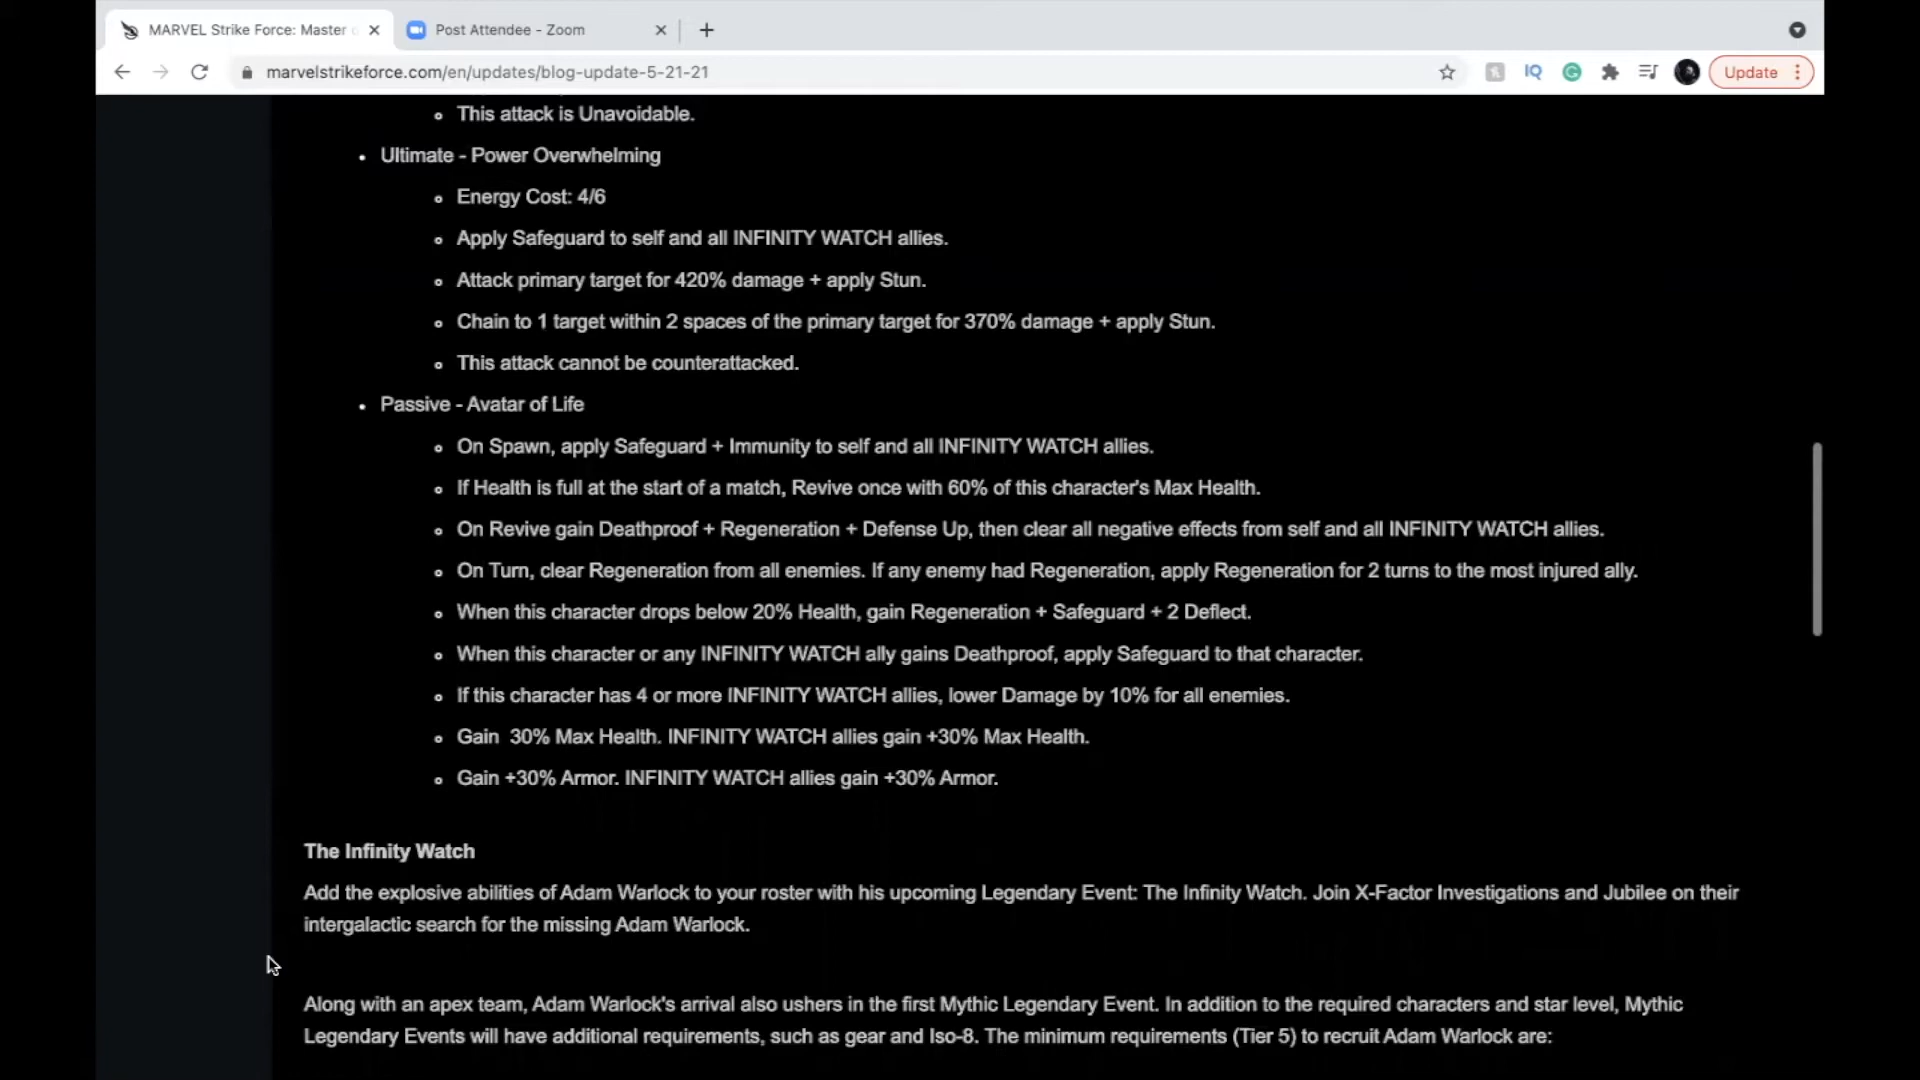 MARVEL Strike Force: Master o
Post Attendee - Zoom
marvelstrikeforce.com/en/updates/blog-update-5-21-21
IQ
Update
This attack is Unavoidable.
Ultimate - Power Overwhelming
Energy Cost: 4/6
Apply Safeguard to self and all INFINITY WATCH allies.
Attack primary target for 420% damage + apply Stun.
Chain to 1 target within 2 spaces of the primary target for 370% damage + apply Stun.
This attack cannot be counterattacked.
Passive - Avatar of Life
On Spawn, apply Safeguard + Immunity to self and all INFINITY WATCH allies.
If Health is full at the start of a match, Revive once with 60% of this character's Max Health.
On Revive gain Deathproof + Regeneration + Defense Up, then clear all negative effects from self and all INFINITY WATCH allies.
On Turn, clear Regeneration from all enemies. If any enemy had Regeneration, apply Regeneration for 2 turns to the most injured ally.
When this character drops below 20% Health, gain Regeneration + Safeguard + 2 Deflect.
When this character or any INFINITY WATCH ally gains Deathproof, apply Safeguard to that character.
If this character has 4 or more INFINITY WATCH allies, lower Damage by 10% for all enemies.
Gain  30% Max Health. INFINITY WATCH allies gain +30% Max Health.
Gain +30% Armor. INFINITY WATCH allies gain +30% Armor.
The Infinity Watch
Add the explosive abilities of Adam Warlock to your roster with his upcoming Legendary Event: The Infinity Watch. Join X-Factor Investigations and Jubilee on their
intergalactic search for the missing Adam Warlock.
Along with an apex team, Adam Warlock's arrival also ushers in the first Mythic Legendary Event. In addition to the required characters and star level, Mythic
Legendary Events will have additional requirements, such as gear and Iso-8. The minimum requirements (Tier 5) to recruit Adam Warlock are: